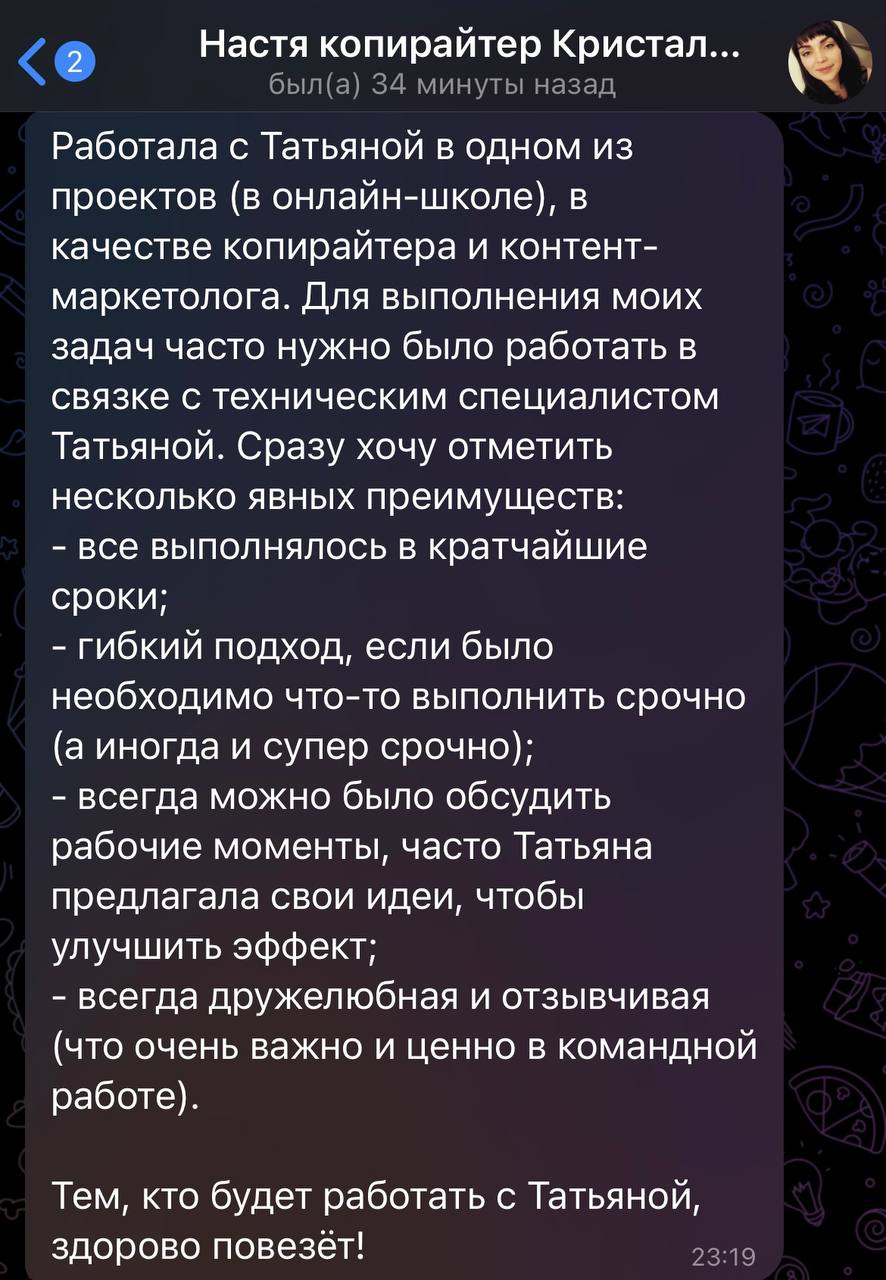 2
Настя копирайтер Кристал...
был(а) 34 минуты назад
Работала с Татьяной в одном из
проектов (в онлайн-школе), в
качестве копирайтера и контент-
маркетолога. Для выполнения моих
задач часто нужно было работать в
связке с техническим специалистом
Татьяной. Сразу хочу отметить
несколько явных преимуществ:
- все выполнялось в кратчайшие
сроки;
- гибкий подход, если было
необходимо что-то выполнить срочно
(а иногда и супер срочно);
- всегда можно было обсудить
рабочие моменты, часто Татьяна
предлагала свои идеи, чтобы
улучшить эффект;
- всегда дружелюбная и отзывчивая
(что очень важно и ценно в командной
работе).
Тем, кто будет работать с Татьяной,
здорово повезёт!
23:19